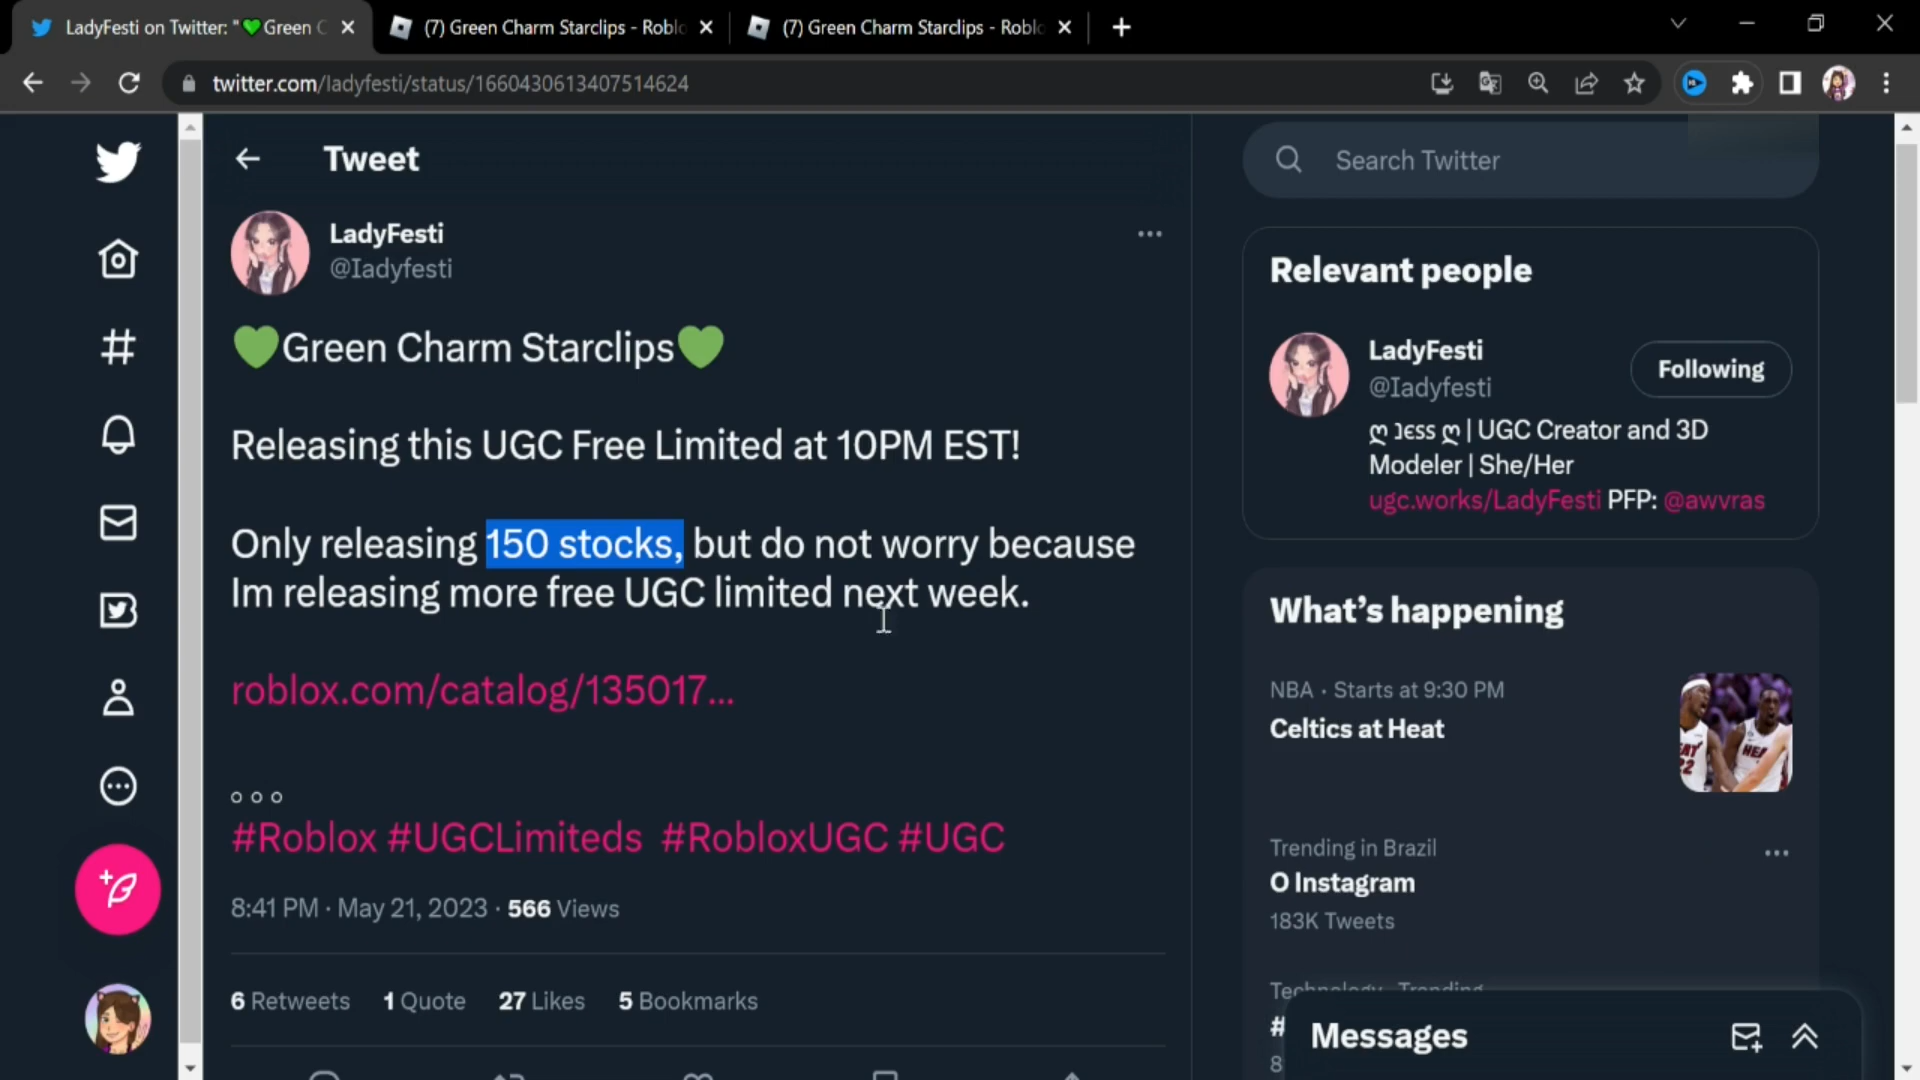 LadyFesti on Twitter: "💚Green C
(7) Green Charm Starclips - Roblo
(7) Green Charm Starclips - Roblo
twitter.com/ladyfesti/status/1660430613407514624
Tweet
Search Twitter
LadyFesti
@Iadyfesti
💚Green Charm Starclips💚
Releasing this UGC Free Limited at 10PM EST!
Only releasing 150 stocks, but do not worry because
Im releasing more free UGC limited next week.
roblox.com/catalog/135017...
○ ○ ○
#Roblox #UGCLimiteds #RobloxUGC #UGC
8:41 PM · May 21, 2023 · 566 Views
6 Retweets 1 Quote 27 Likes 5 Bookmarks
Relevant people
LadyFesti
@Iadyfesti
Following
ღ Jєss ღ | UGC Creator and 3D
Modeler | She/Her
ugc.works/LadyFesti PFP: @awvras
What's happening
NBA · Starts at 9:30 PM
Celtics at Heat
Trending in Brazil
O Instagram
183K Tweets
Technology · Trending
#
8
Messages